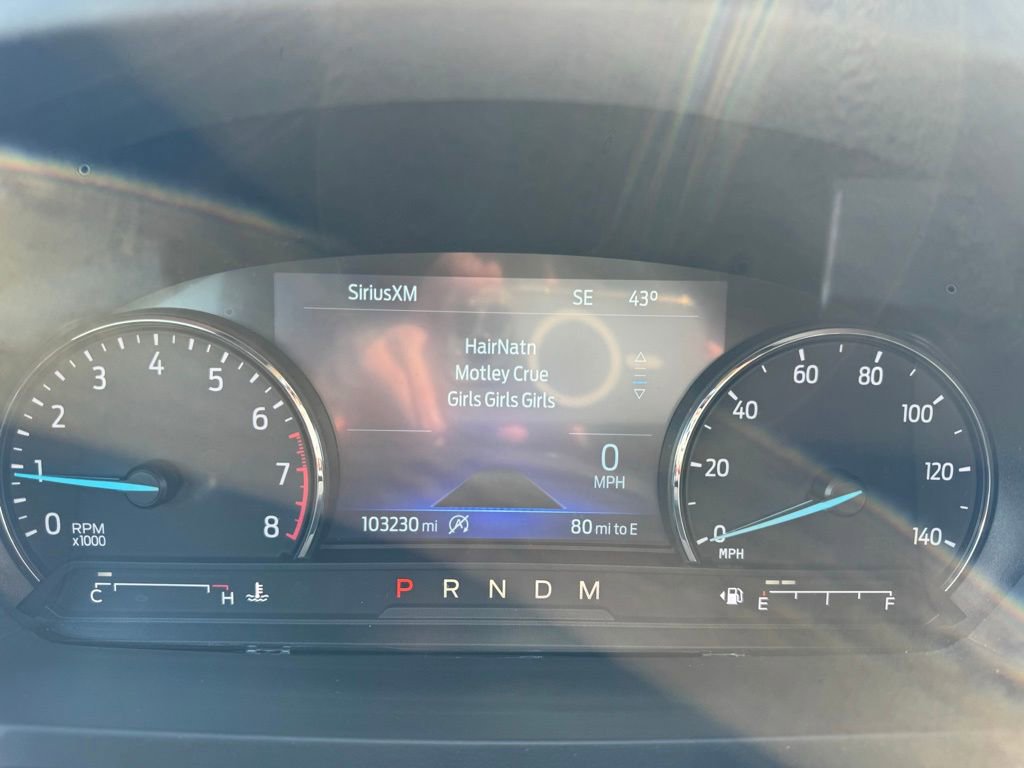 SiriusXM SE 43°
HairNatn
Motley Crue
Girls Girls Girls
0
MPH
103230 mi 80 mi to E
0 1 2 3 4 5 6 7 8
RPM
x1000
0 20 40 60 80 100 120 140
MPH
C H
P R N D M
E F